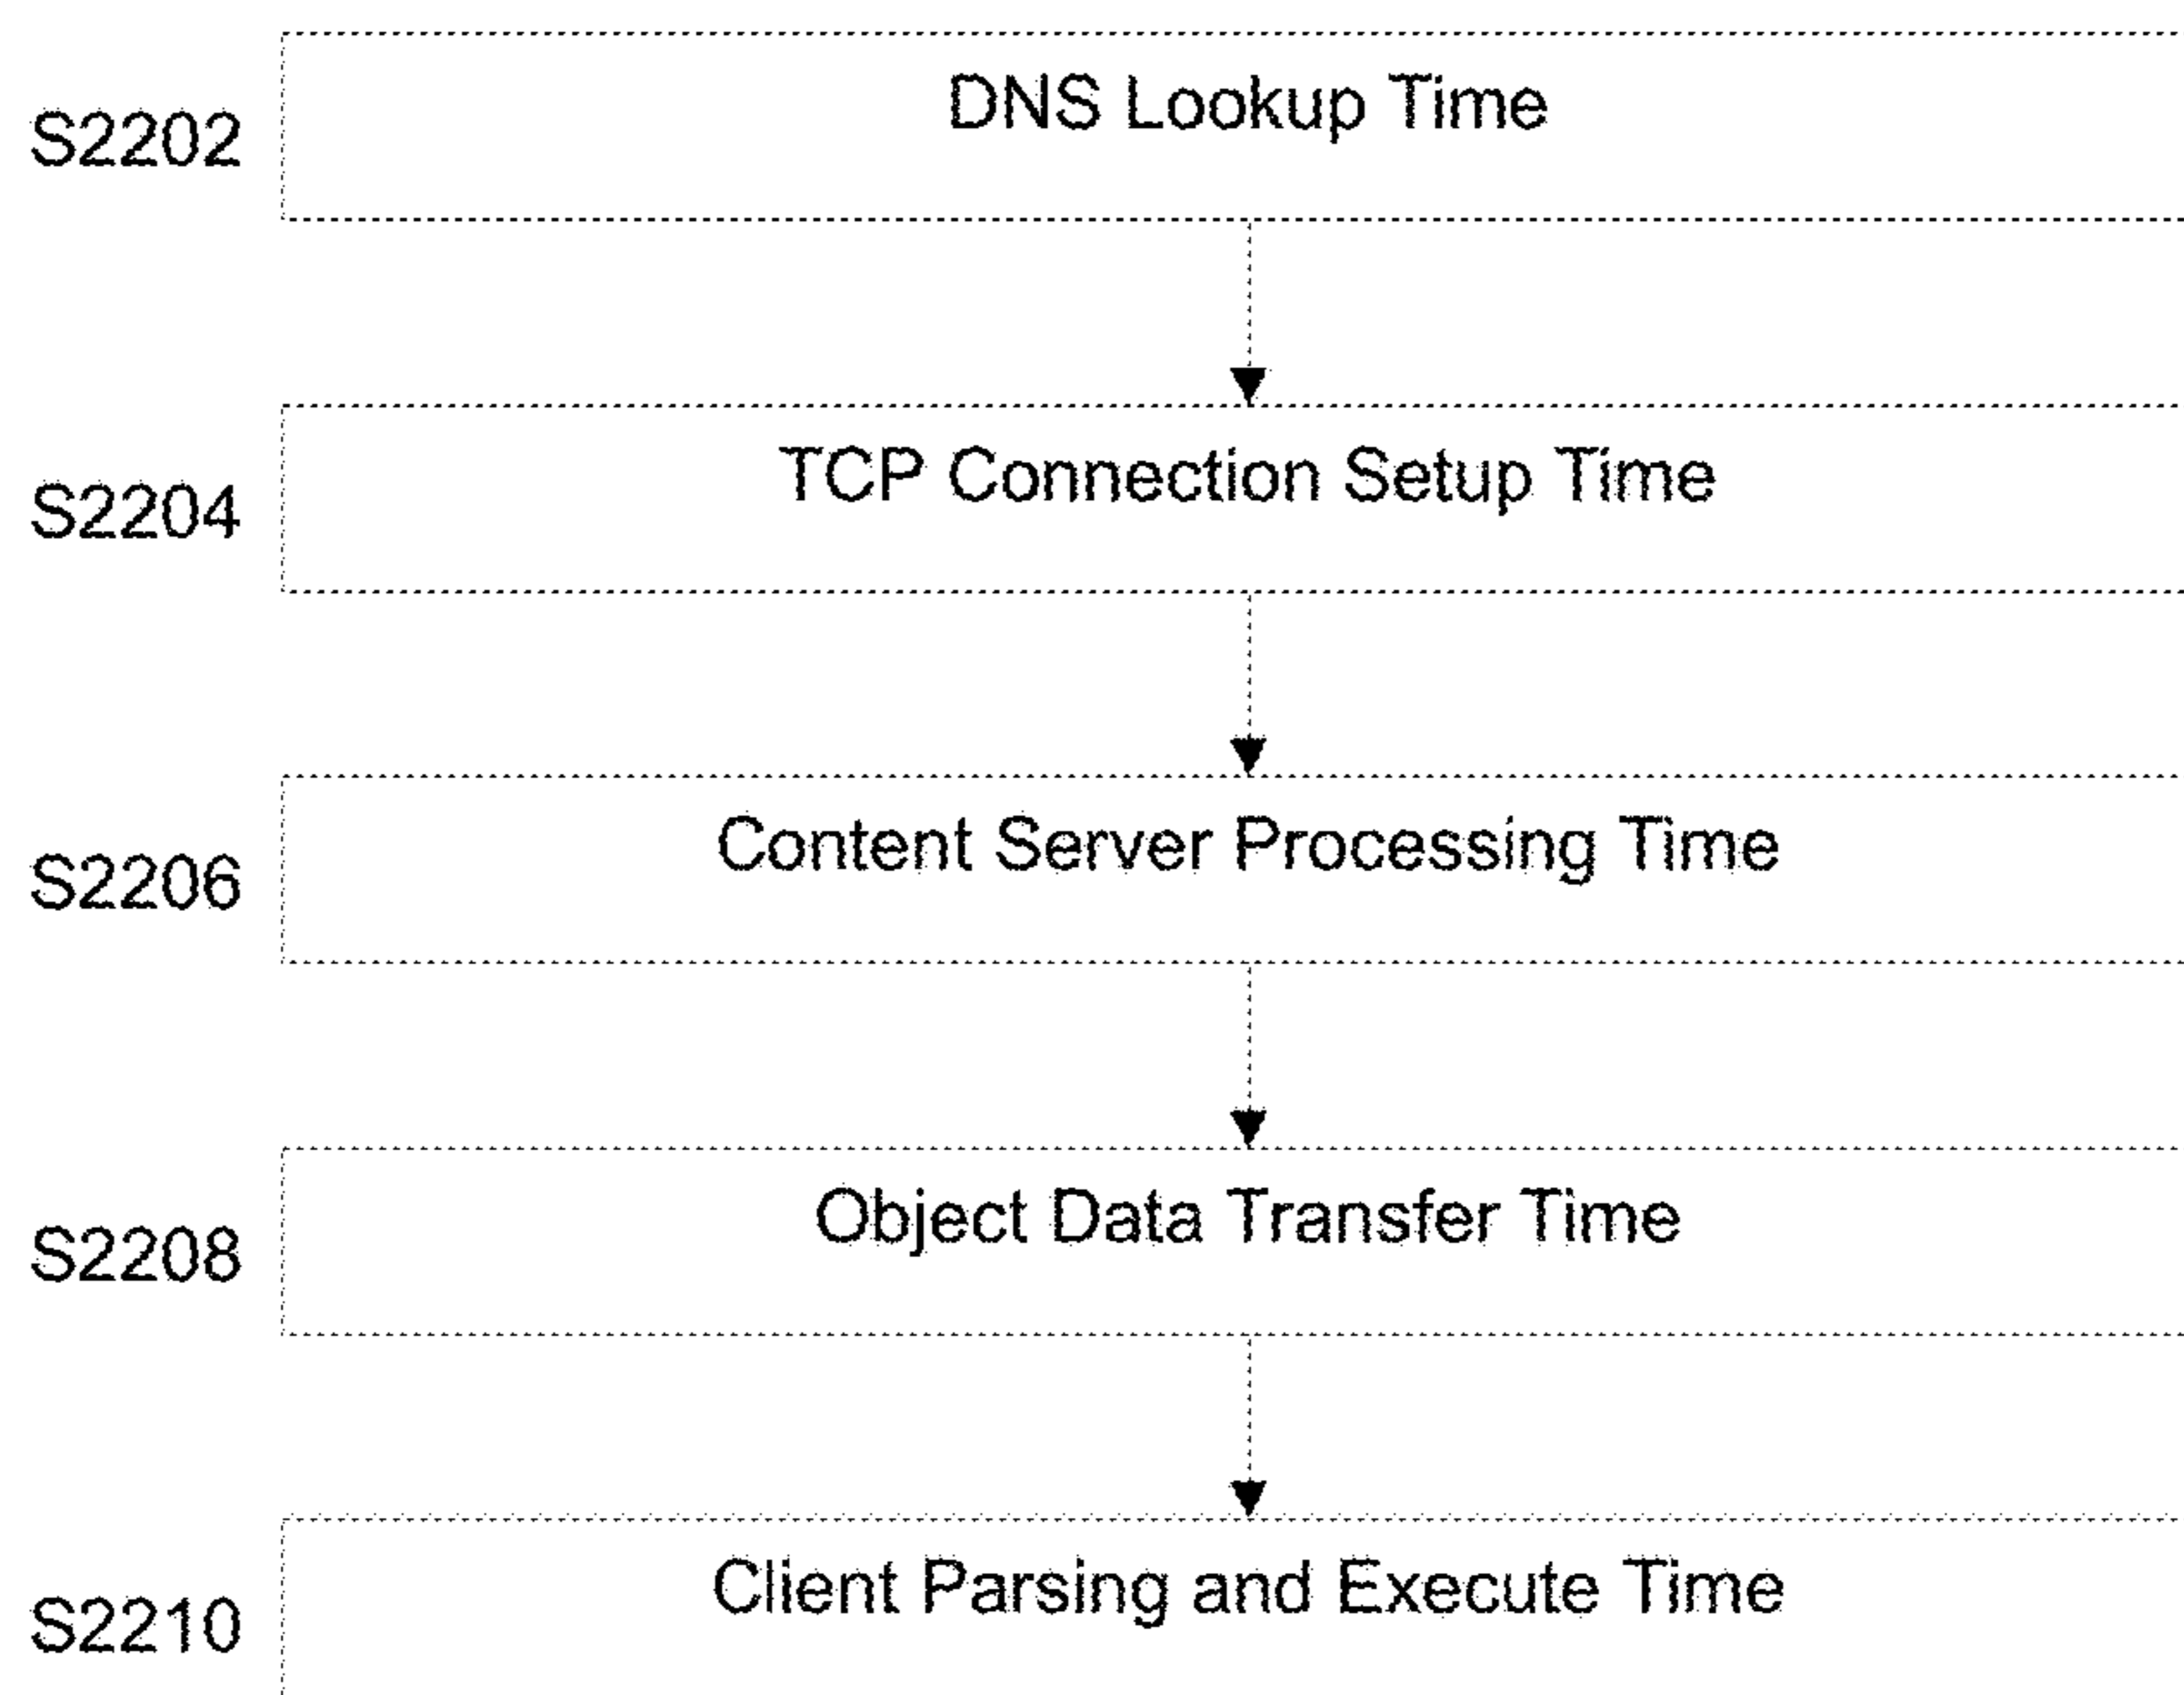 DNS Lookup Time
S2202
TCP Connection Setup Time
S2204
Content Server Processing Time
S2206
Object Data Transfer Time
S2208
Client Parsing and Execute Time
S2210